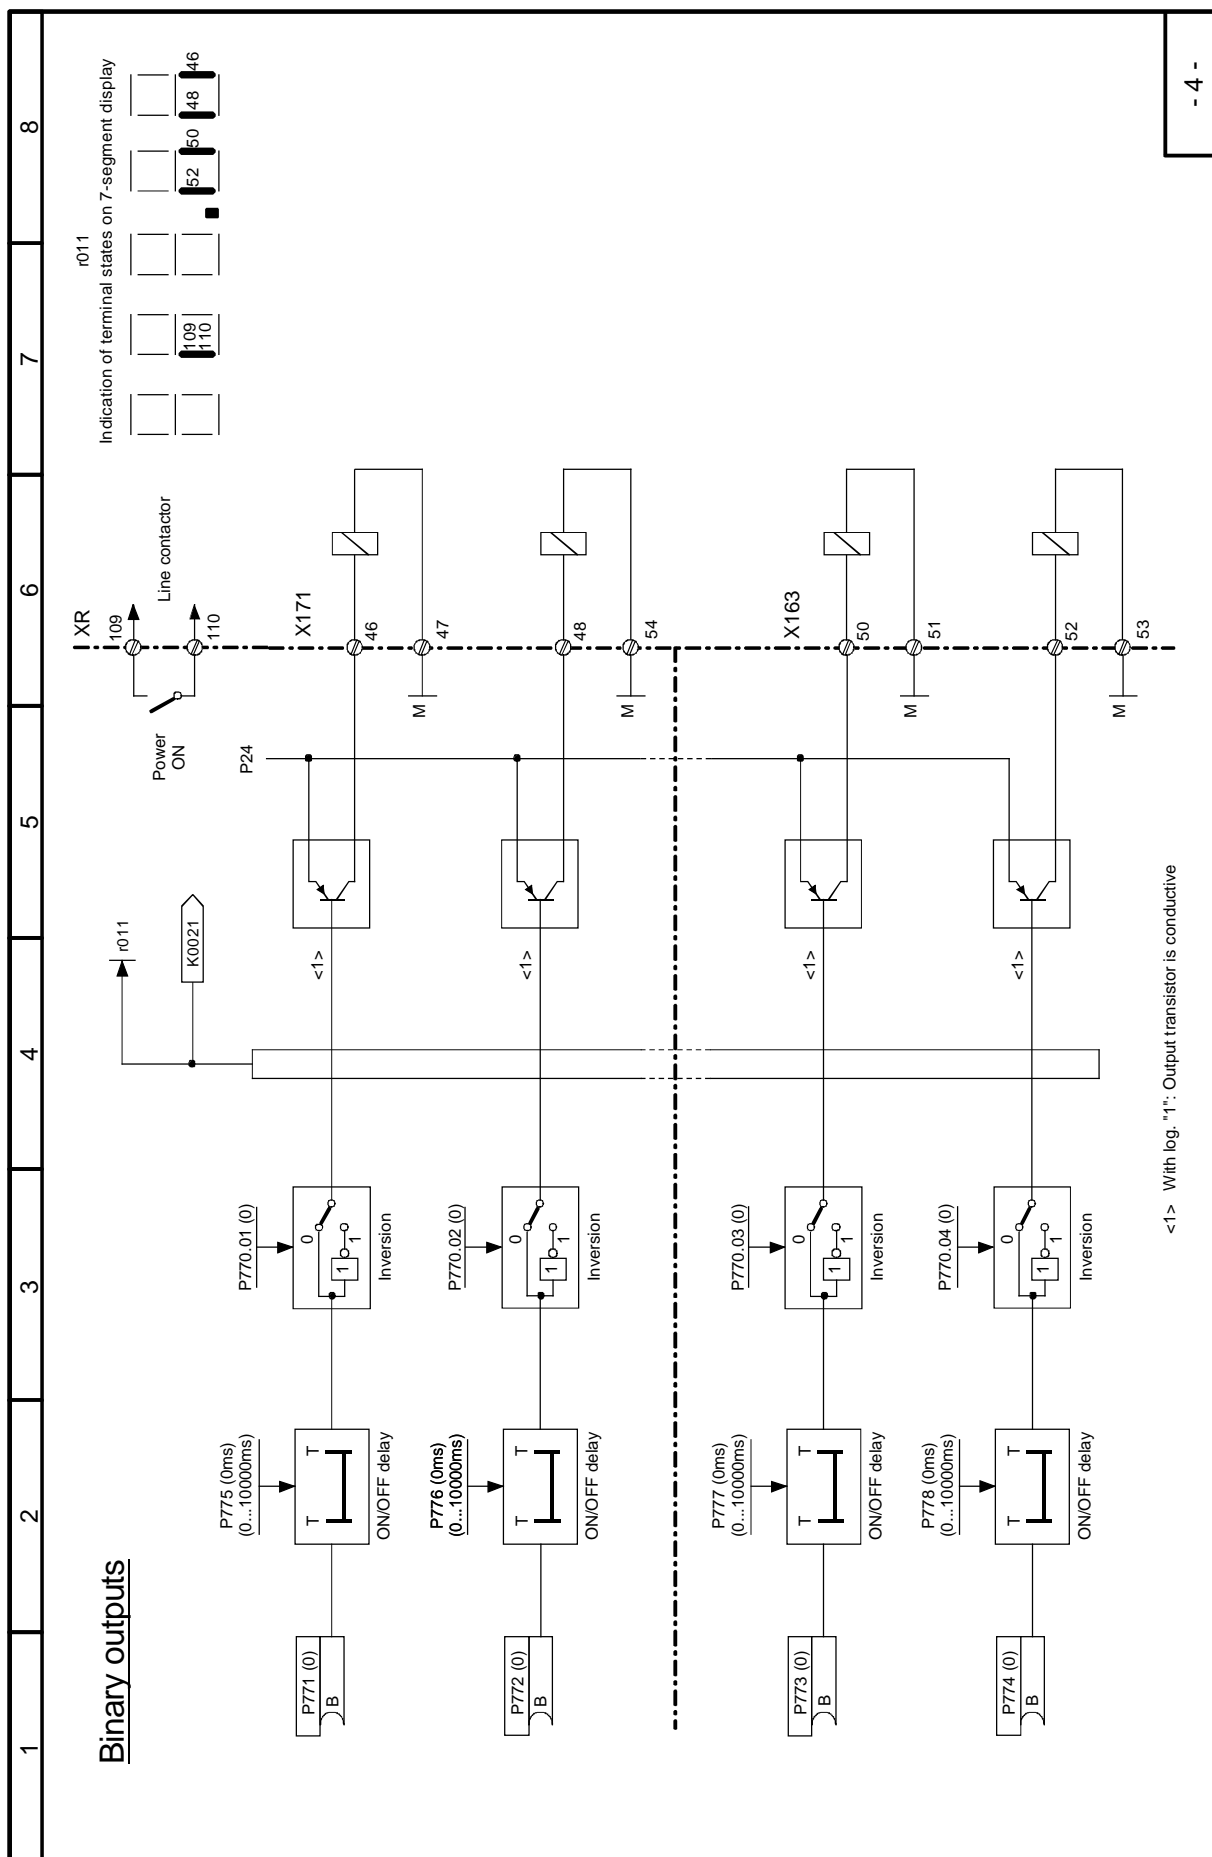 1 2 3 4 5 6 7 8
Binary outputs
r011
Indication of terminal states on 7-segment display
109
110
52 50 48 46
r011
K0021
Power
ON
XR
109
110
Line contactor
P24
P771 (0)
B
P775 (0ms)
(0...10000ms)
T T
ON/OFF delay
P770.01 (0)
0
1 1
Inversion
<1>
X171
46
M
47
P772 (0)
B
P776 (0ms)
(0...10000ms)
T T
ON/OFF delay
P770.02 (0)
0
1 1
Inversion
<1>
48
M
54
P773 (0)
B
P777 (0ms)
(0...10000ms)
T T
ON/OFF delay
P770.03 (0)
0
1 1
Inversion
<1>
X163
50
M
51
P774 (0)
B
P778 (0ms)
(0...10000ms)
T T
ON/OFF delay
P770.04 (0)
0
1 1
Inversion
<1>
52
M
53
<1> With log. "1": Output transistor is conductive
- 4 -